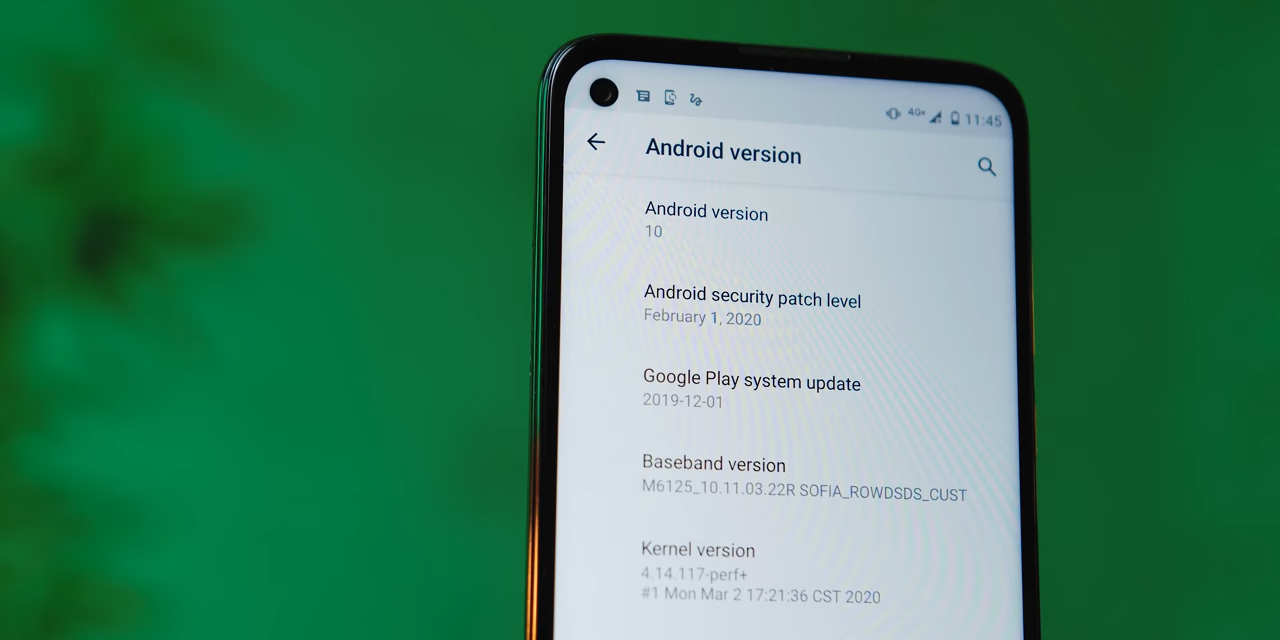 4G+ 11:45
Android version
Android version
10
Android security patch level
February 1, 2020
Google Play system update
2019-12-01
Baseband version
M6125_10.11.03.22R SOFIA_ROWDSDS_CUST
Kernel version
4.14.117-perf+
#1 Mon Mar 2 17:21:36 CST 2020